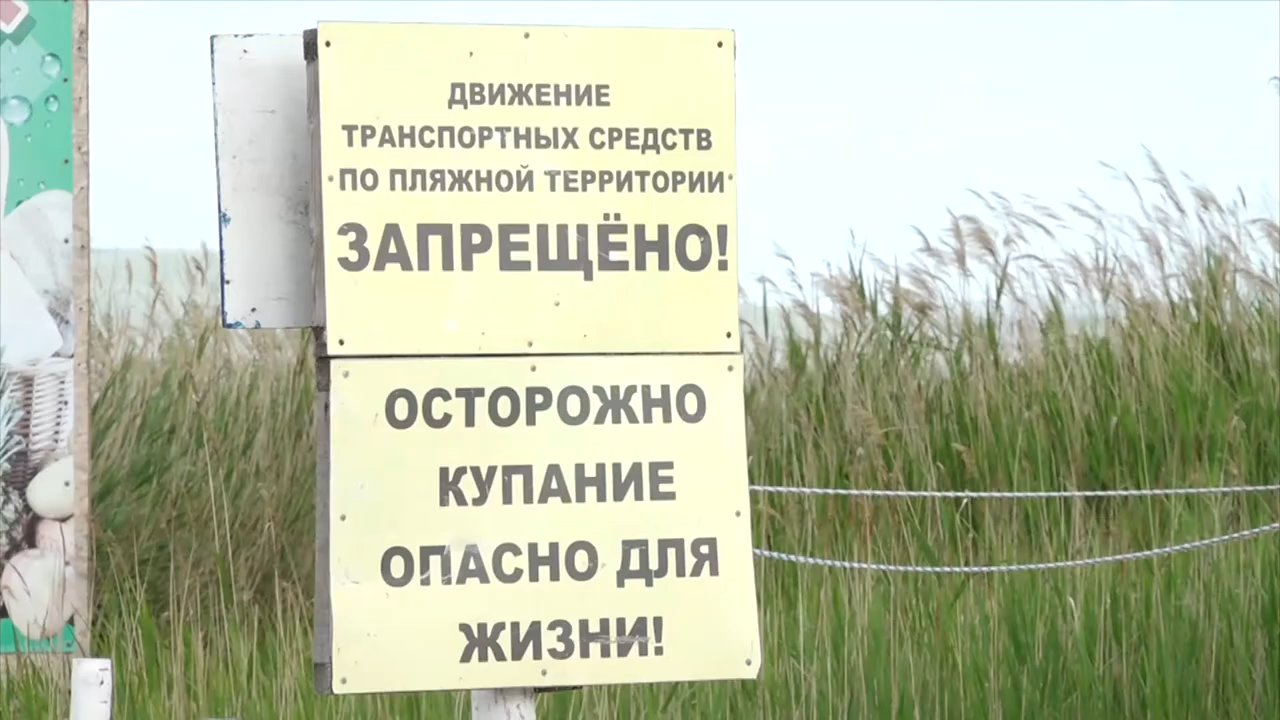 ДВИЖЕНИЕ
ТРАНСПОРТНЫХ СРЕДСТВ
ПО ПЛЯЖНОЙ ТЕРРИТОРИИ
ЗАПРЕЩЁНО!
ОСТОРОЖНО
КУПАНИЕ
ОПАСНО ДЛЯ
ЖИЗНИ!